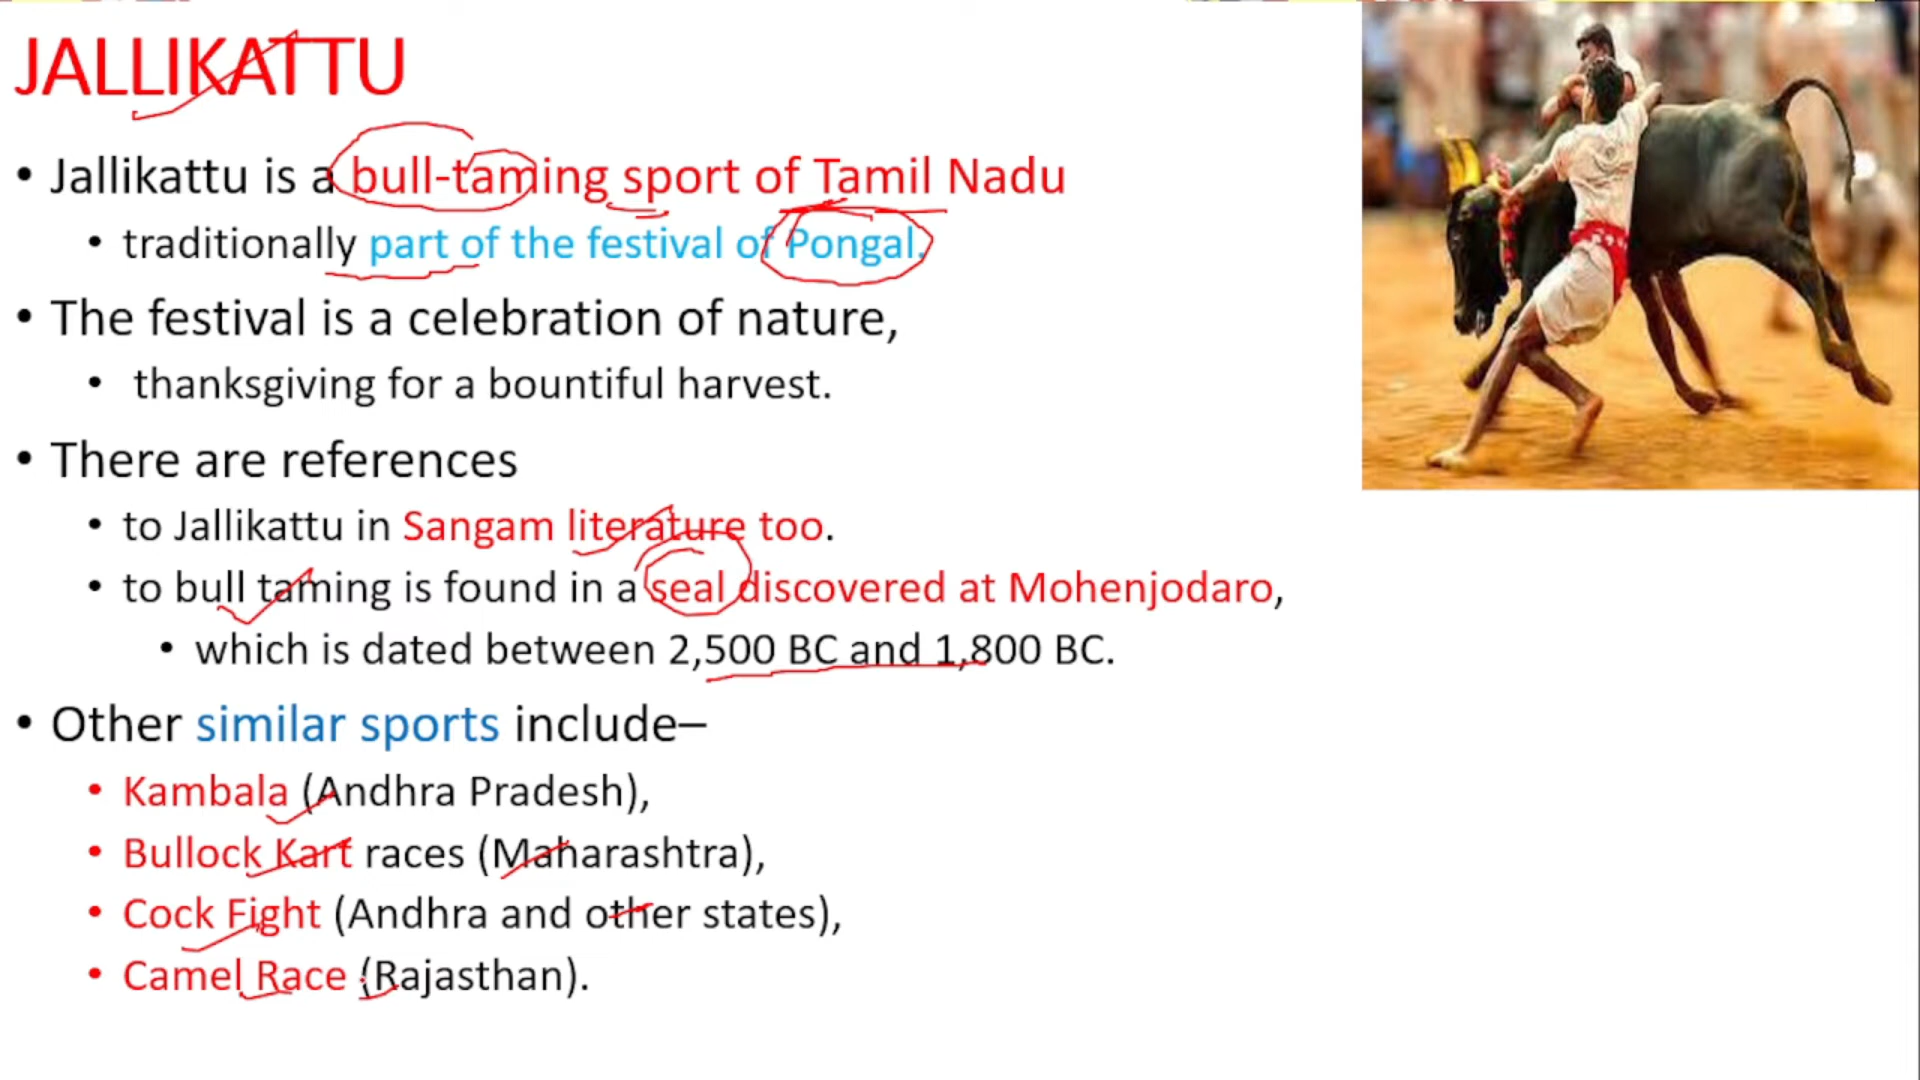 JALLIKATTU
• Jallikattu is a bull-taming sport of Tamil Nadu
• traditionally part of the festival of Pongal.
• The festival is a celebration of nature,
• thanksgiving for a bountiful harvest.
• There are references
• to Jallikattu in Sangam literature too.
• to bull taming is found in a seal discovered at Mohenjodaro,
• which is dated between 2,500 BC and 1,800 BC.
• Other similar sports include–
• Kambala (Andhra Pradesh),
• Bullock Kart races (Maharashtra),
• Cock Fight (Andhra and other states),
• Camel Race (Rajasthan).